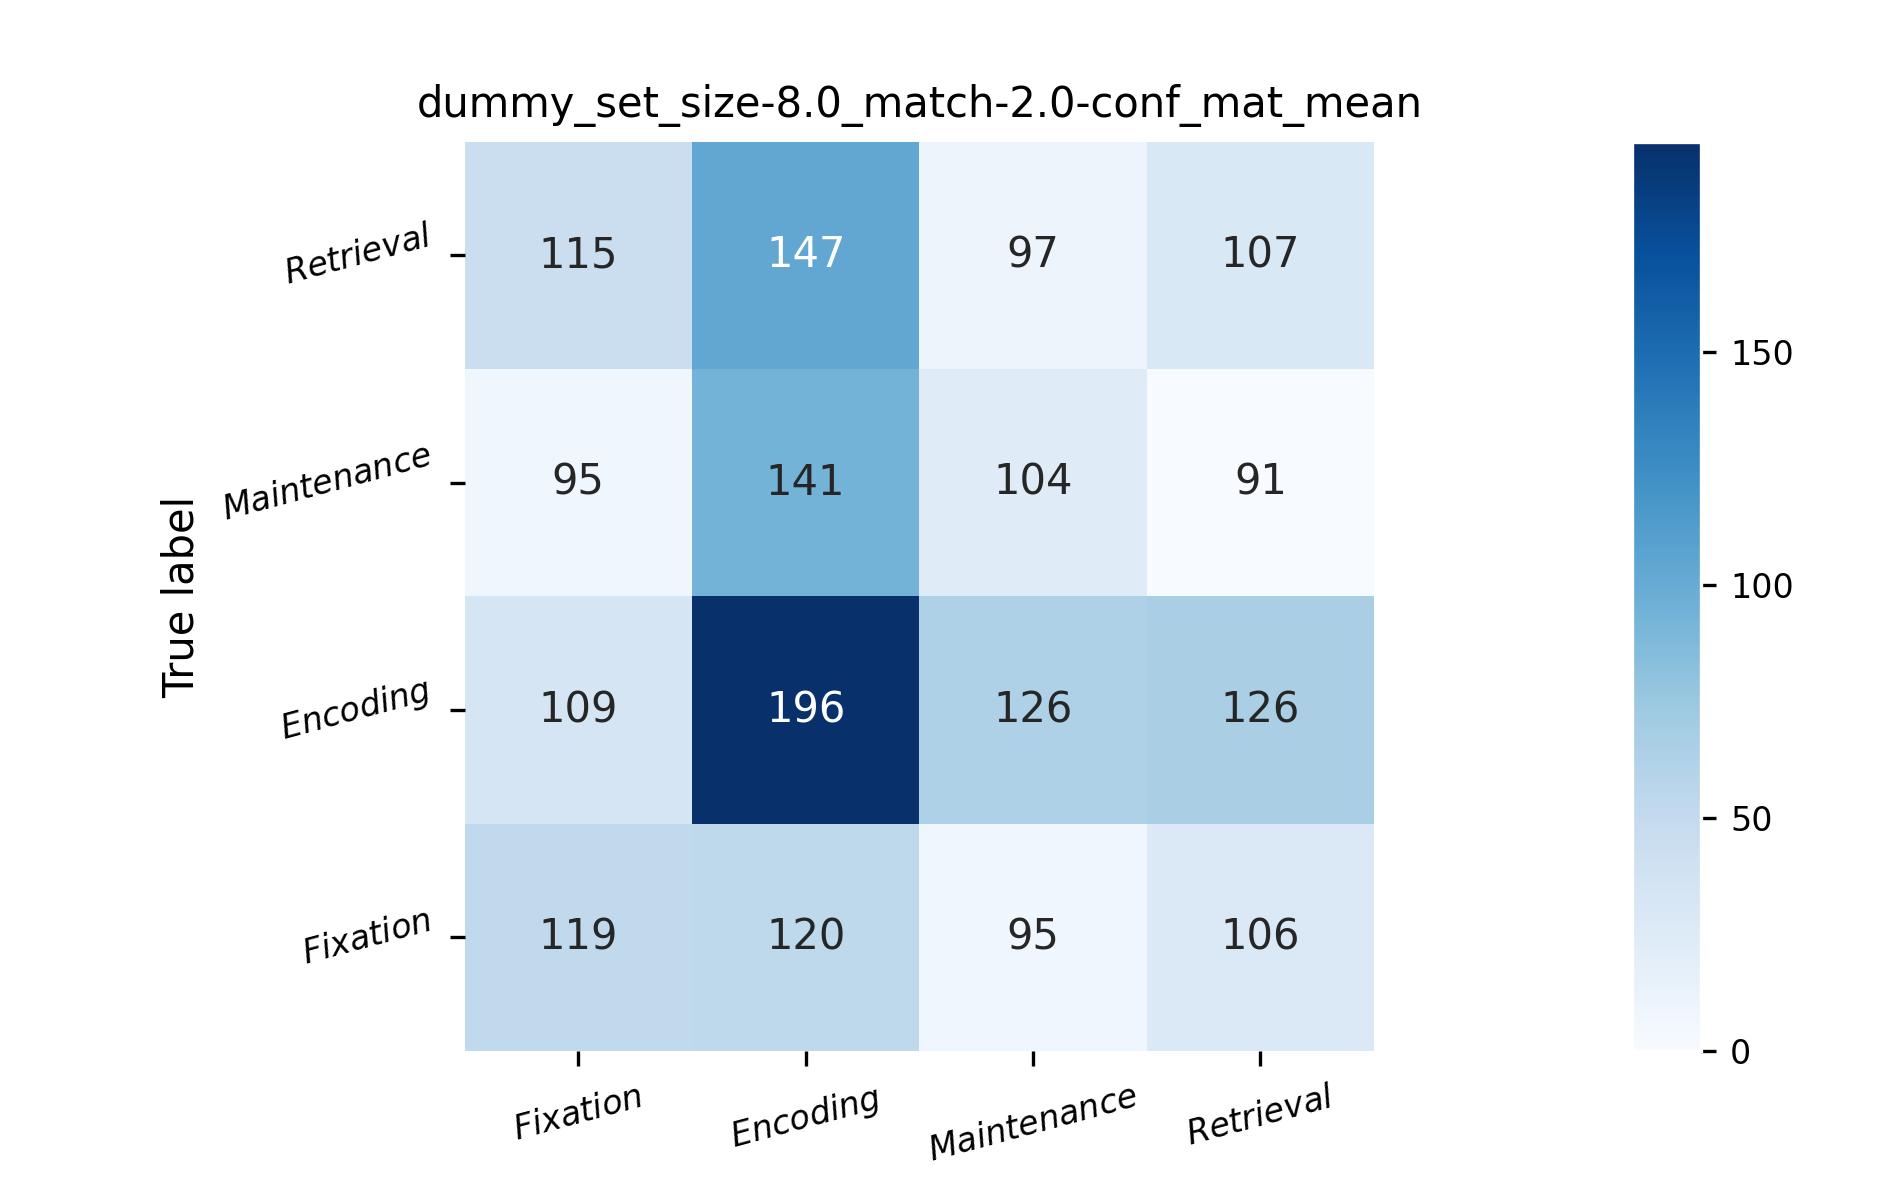 dummy_set_size-8.0_match-2.0-conf_mat_mean
Retrieval
115 147 97 107
Maintenance
95 141 104 91
Encoding
109 196 126 126
Fixation
119 120 95 106
True label
Fixation Encoding Maintenance Retrieval
150
100
50
0